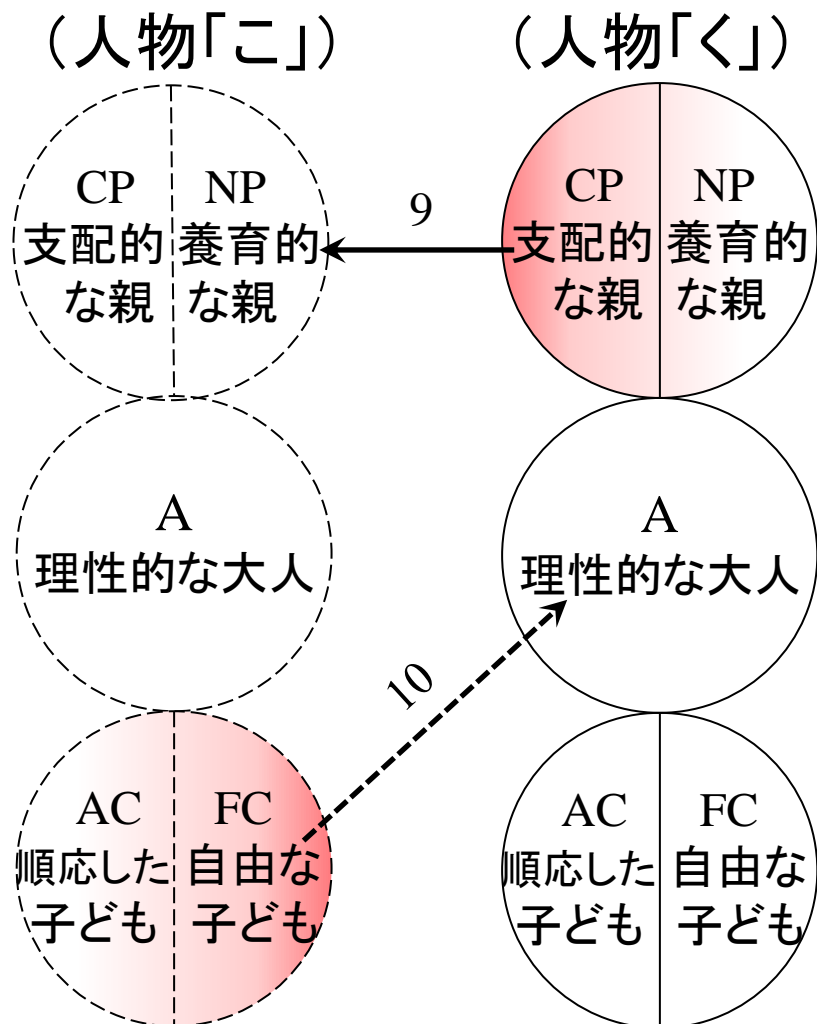 （人物「こ」）
（人物「く」）
CP
支配的
な親
NP
養育的
な親
9
CP
支配的
な親
NP
養育的
な親
A
理性的な大人
A
理性的な大人
10
AC
順応した
子ども
FC
自由な
子ども
AC
順応した
子ども
FC
自由な
子ども